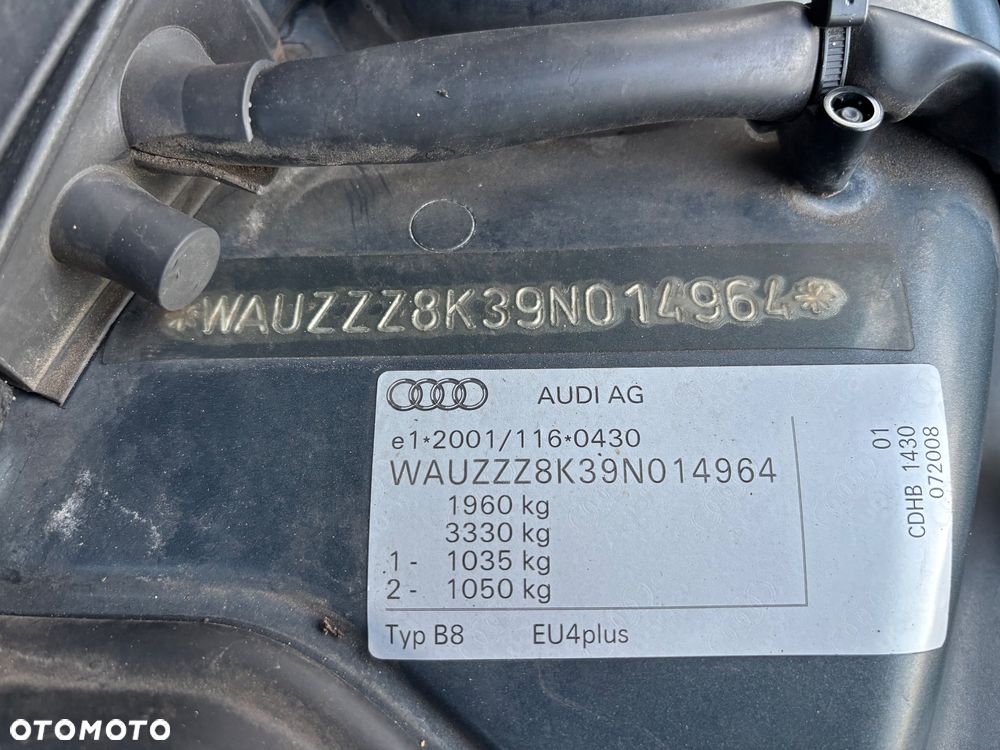 *WAUZZZ8K39N014964*
AUDI AG
e1*2001/116*0430
WAUZZZ8K39N014964
1960 kg
3330 kg
1 - 1035 kg
2 - 1050 kg
Typ B8 EU4plus
01
CDHB 1430
072008
OTOMOTO